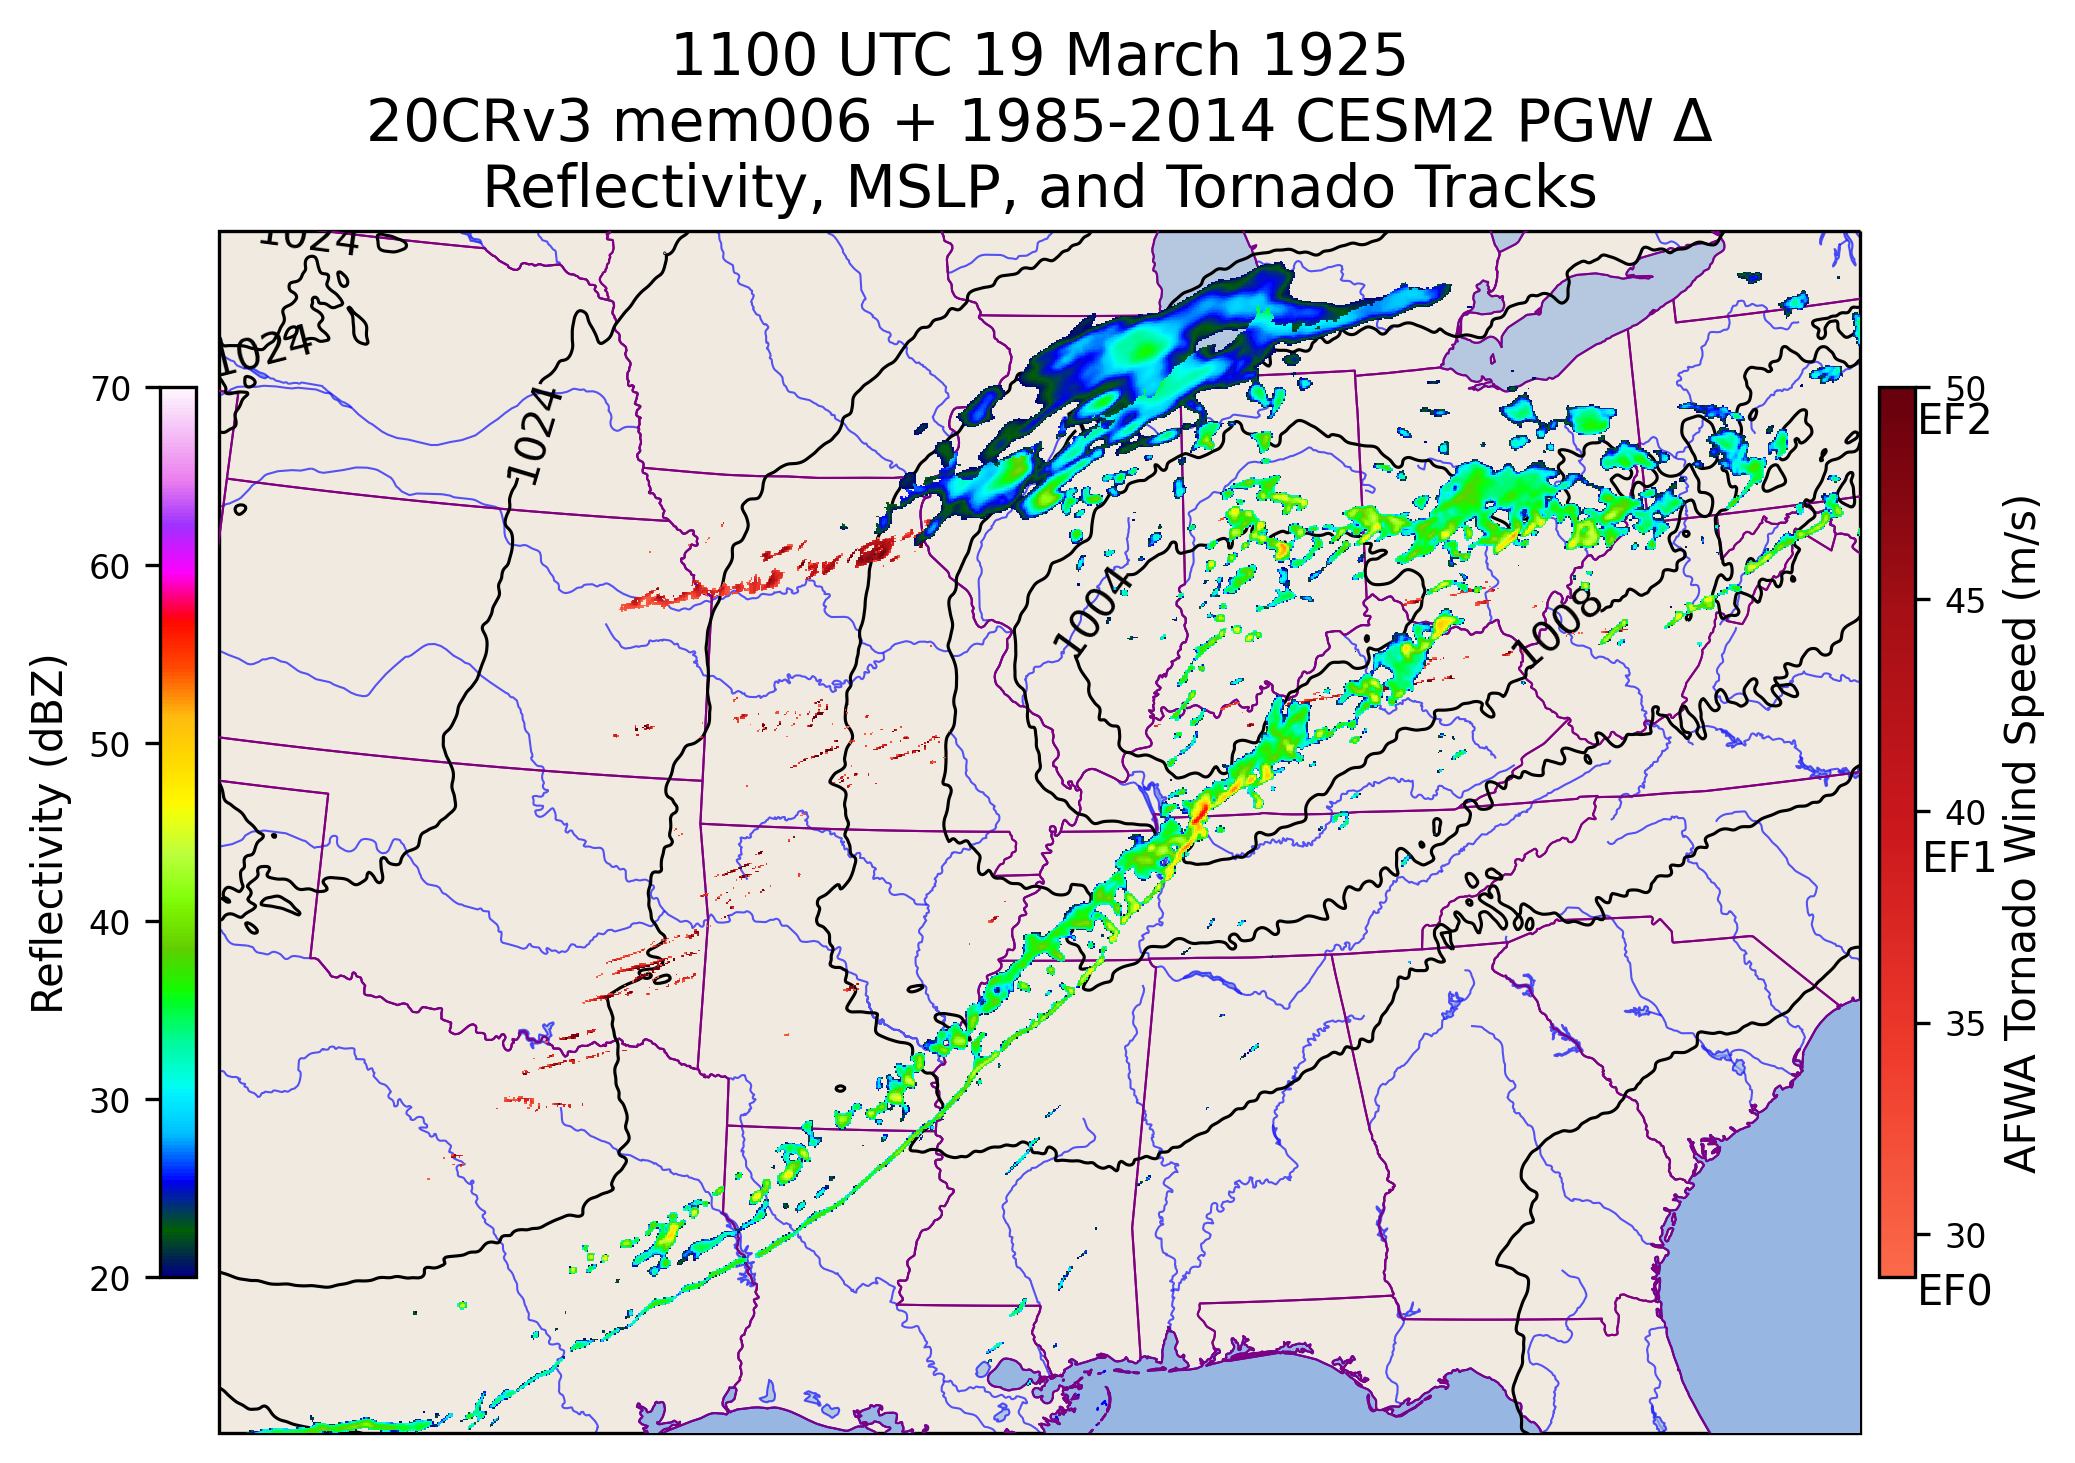 1100 UTC 19 March 1925
20CRv3 mem006 + 1985-2014 CESM2 PGW Δ
Reflectivity, MSLP, and Tornado Tracks
1024
1024
1024
1004
1008
70
60
50
40
30
20
Reflectivity (dBZ)
50
EF2
45
40
EF1
35
30
EF0
AFWA Tornado Wind Speed (m/s)